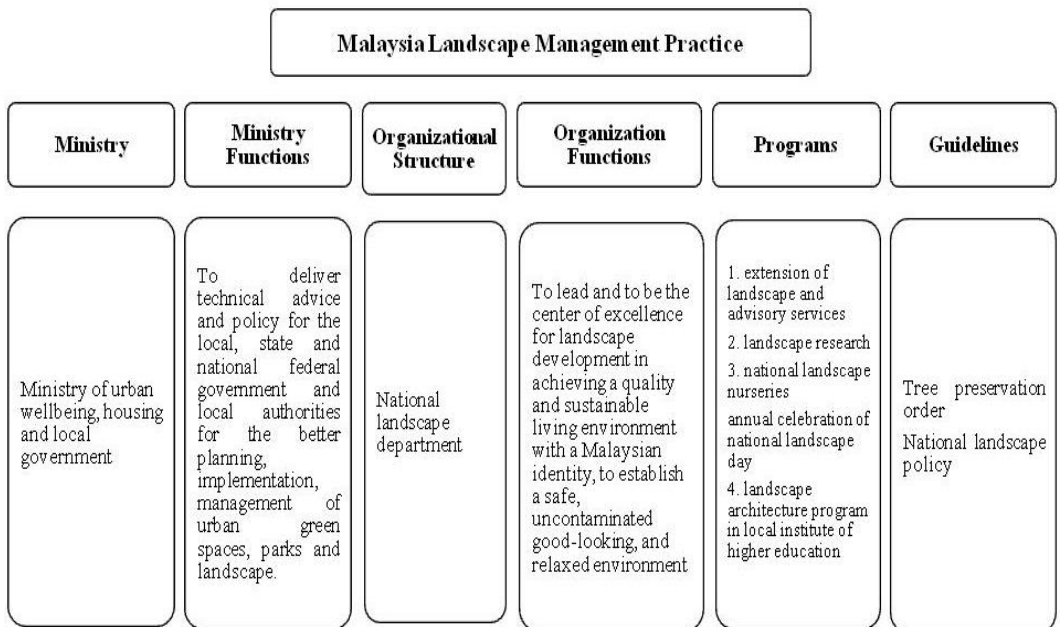 Malaysia Landscape Management Practice
Ministry
Ministry
Functions
Organizational
Structure
Organization
Functions
Programs
Guidelines
Ministry of urban
wellbeing, housing
and local
government
To deliver
technical advice
and policy for the
local, state and
national federal
government and
local authorities
for the better
planning,
implementation,
management of
urban green
spaces, parks and
landscape.
National
landscape
department
To lead and to be the
center of excellence
for landscape
development in
achieving a quality
and sustainable
living environment
with a Malaysian
identity, to establish
a safe,
uncontaminated
good-looking, and
relaxed environment
1. extension of
landscape and
advisory services
2. landscape research
3. national landscape
nurseries
annual celebration of
national landscape
day
4. landscape
architecture program
in local institute of
higher education
Tree preservation
order
National landscape
policy